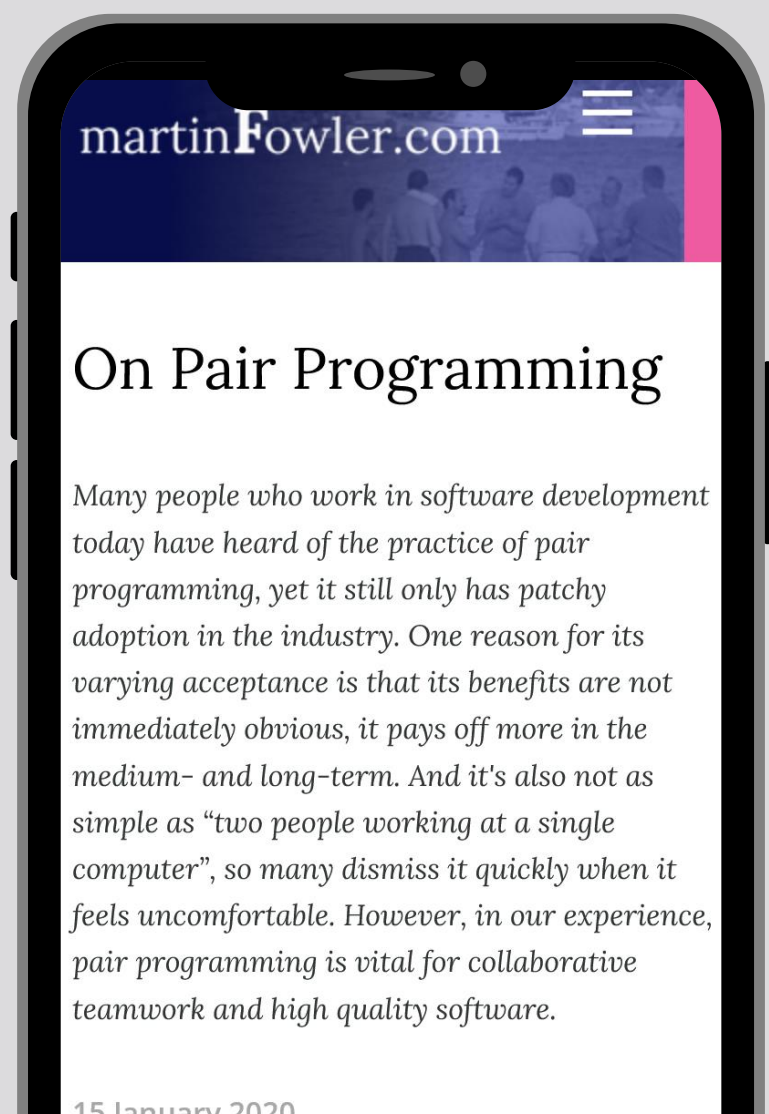 martinFowler.com
On Pair Programming
Many people who work in software development
today have heard of the practice of pair
programming, yet it still only has patchy
adoption in the industry. One reason for its
varying acceptance is that its benefits are not
immediately obvious, it pays off more in the
medium- and long-term. And it's also not as
simple as “two people working at a single
computer”, so many dismiss it quickly when it
feels uncomfortable. However, in our experience,
pair programming is vital for collaborative
teamwork and high quality software.
15 January 2020